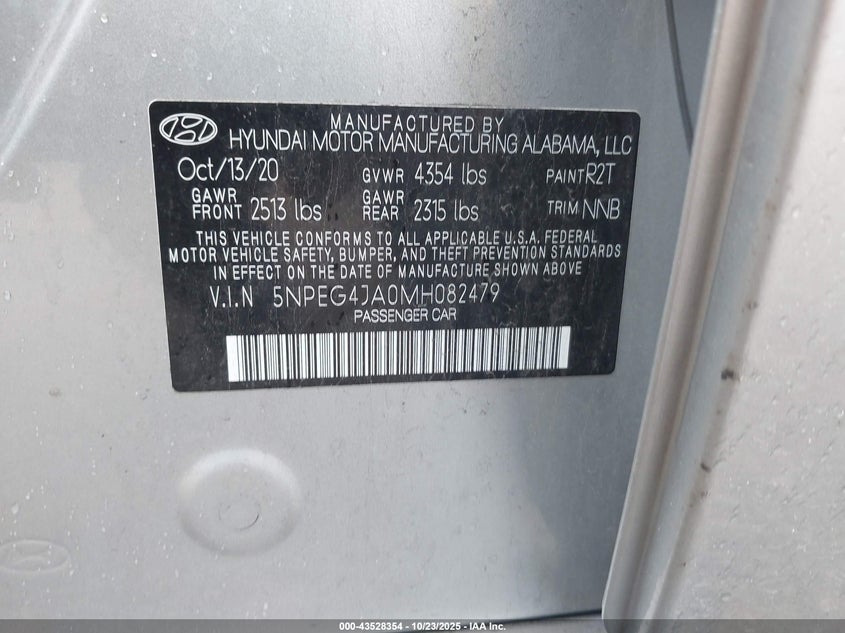 MANUFACTURED BY
HYUNDAI MOTOR MANUFACTURING ALABAMA, LLC
Oct/13/20 GVWR 4354 lbs PAINT R2T
GAWR FRONT 2513 lbs GAWR REAR 2315 lbs TRIM NNB
THIS VEHICLE CONFORMS TO ALL APPLICABLE U.S.A. FEDERAL
MOTOR VEHICLE SAFETY, BUMPER, AND THEFT PREVENTION STANDARDS
IN EFFECT ON THE DATE OF MANUFACTURE SHOWN ABOVE
V.I.N 5NPEG4JA0MH082479
PASSENGER CAR
000-43528354 - 10/23/2025 - IAA Inc.